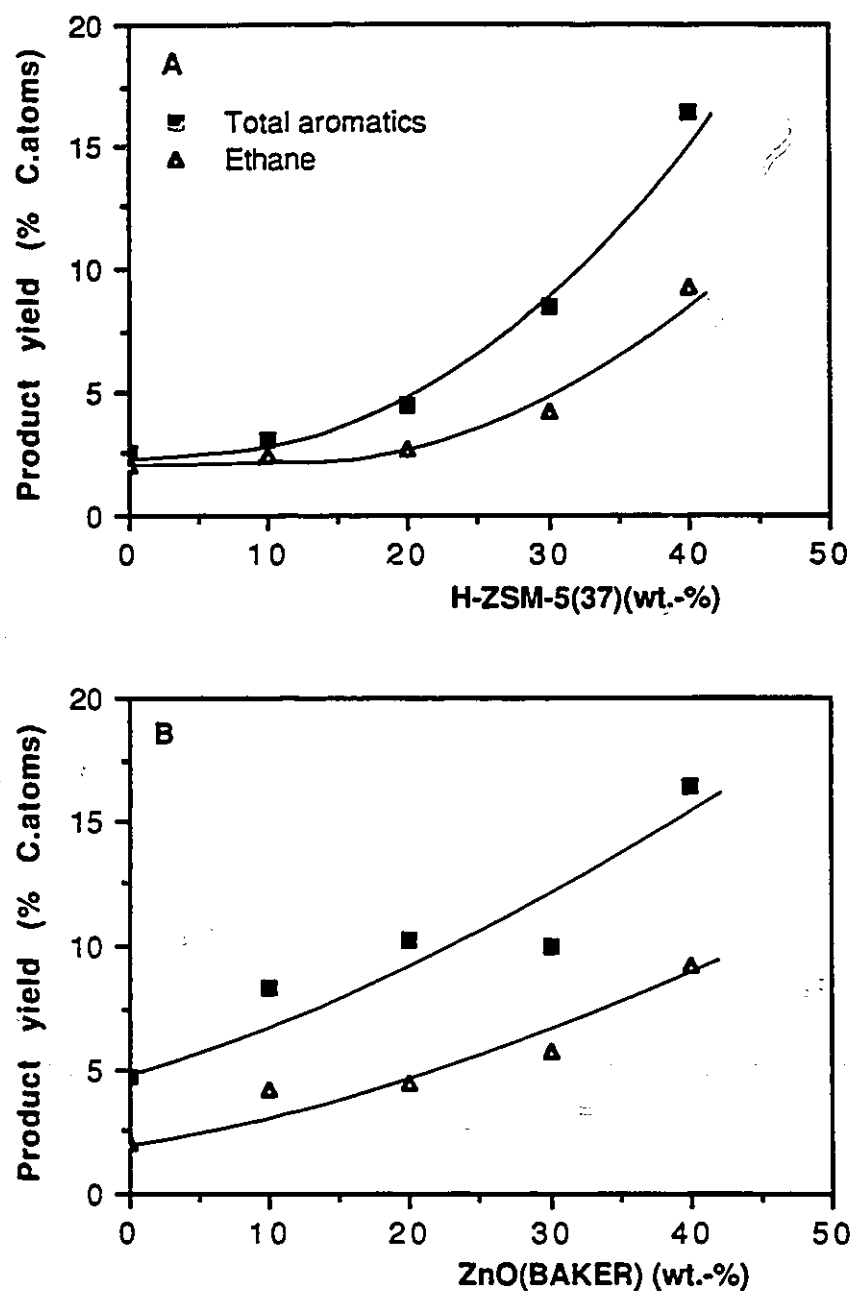 20
A
Total aromatics
Ethane
15
10
5
0
Product yield (% C.atoms)
0 10 20 30 40 50
H-ZSM-5(37)(wt.-%)
20
B
15
10
5
0
Product yield (% C.atoms)
0 10 20 30 40 50
ZnO(BAKER) (wt.-%)